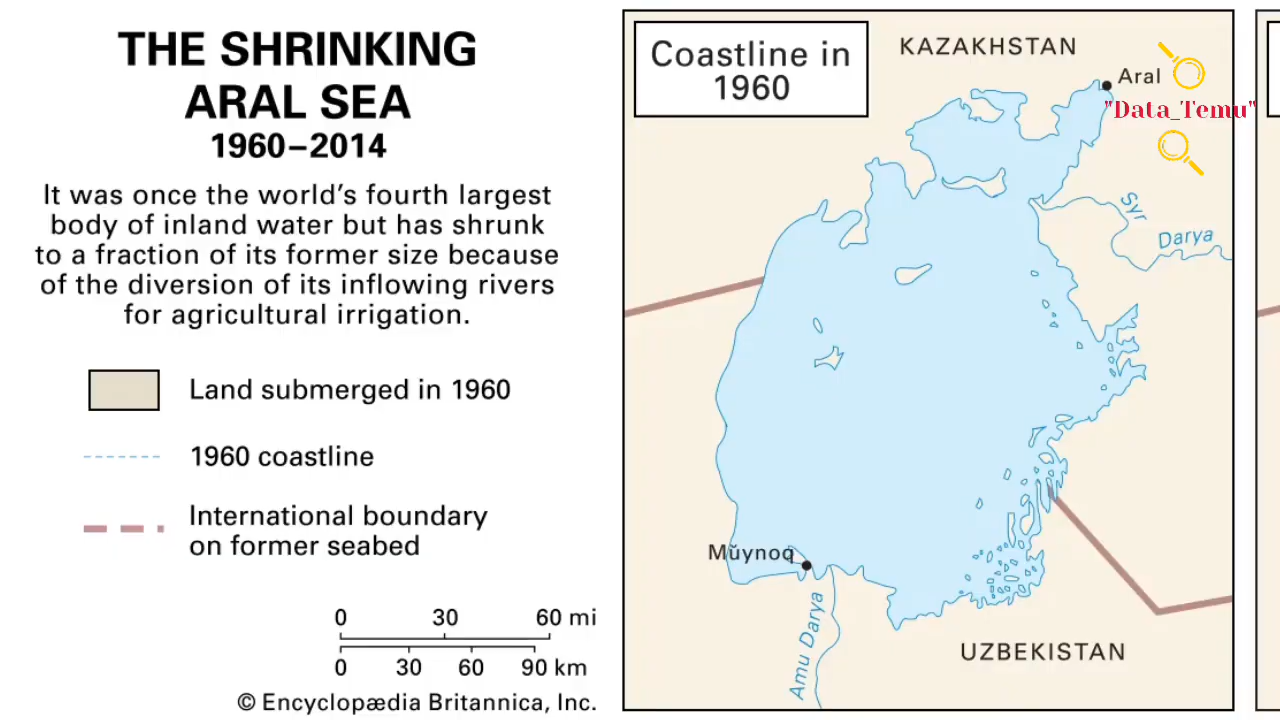 THE SHRINKING
ARAL SEA
1960–2014
It was once the world's fourth largest
body of inland water but has shrunk
to a fraction of its former size because
of the diversion of its inflowing rivers
for agricultural irrigation.
Land submerged in 1960
1960 coastline
International boundary
on former seabed
0 30 60 mi
0 30 60 90 km
© Encyclopædia Britannica, Inc.
Coastline in
1960
KAZAKHSTAN
Aral
"Data_Temu"
Syr
Darya
Mŭynoq
Amu Darya
UZBEKISTAN